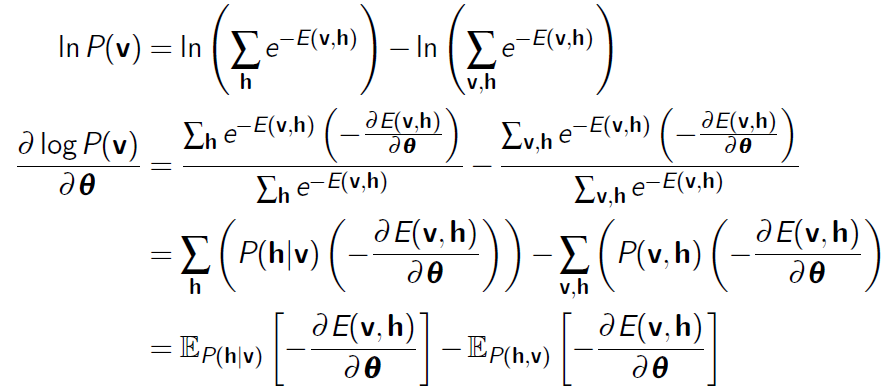 ln P(𝐯) = ln ( ∑_𝐡 e^{−E(𝐯,𝐡)} ) − ln ( ∑_{𝐯,𝐡} e^{−E(𝐯,𝐡)} )
∂ log P(𝐯) / ∂𝛉 = ∑_𝐡 e^{−E(𝐯,𝐡)} ( −∂E(𝐯,𝐡)/∂𝛉 ) / ∑_𝐡 e^{−E(𝐯,𝐡)} − ∑_{𝐯,𝐡} e^{−E(𝐯,𝐡)} ( −∂E(𝐯,𝐡)/∂𝛉 ) / ∑_{𝐯,𝐡} e^{−E(𝐯,𝐡)}
= ∑_𝐡 ( P(𝐡|𝐯) ( −∂E(𝐯,𝐡)/∂𝛉 ) ) − ∑_{𝐯,𝐡} ( P(𝐯,𝐡) ( −∂E(𝐯,𝐡)/∂𝛉 ) )
= 𝔼_{P(𝐡|𝐯)} [ −∂E(𝐯,𝐡)/∂𝛉 ] − 𝔼_{P(𝐡,𝐯)} [ −∂E(𝐯,𝐡)/∂𝛉 ]